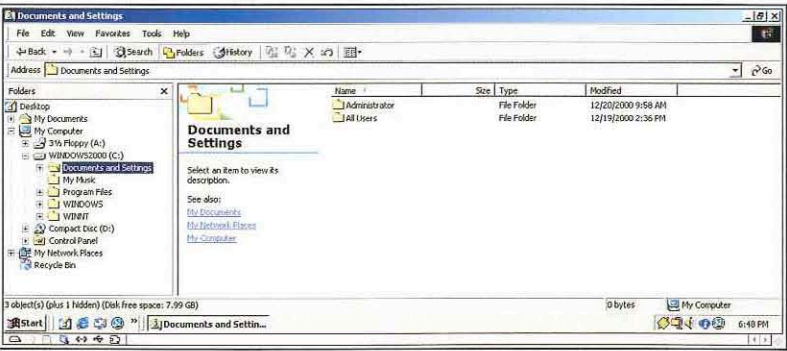 Documents and Settings
File Edit View Favorites Tools Help
Back Search Folders History
Address Documents and Settings Go
Folders
Desktop
My Documents
My Computer
3½ Floppy (A:)
WINDOWS2000 (C:)
Documents and Settings
My Music
Program Files
WINDOWS
WINNT
Compact Disc (D:)
Control Panel
My Network Places
Recycle Bin
Documents and
Settings
Select an item to view its
description.
See also:
My Documents
My Network Places
My Computer
Name Size Type Modified
Administrator File Folder 12/20/2000 9:58 AM
All Users File Folder 12/19/2000 2:36 PM
3 object(s) (plus 1 hidden) (Disk free space: 7.99 GB) 0 bytes My Computer
Start Documents and Settin... 6:48 PM